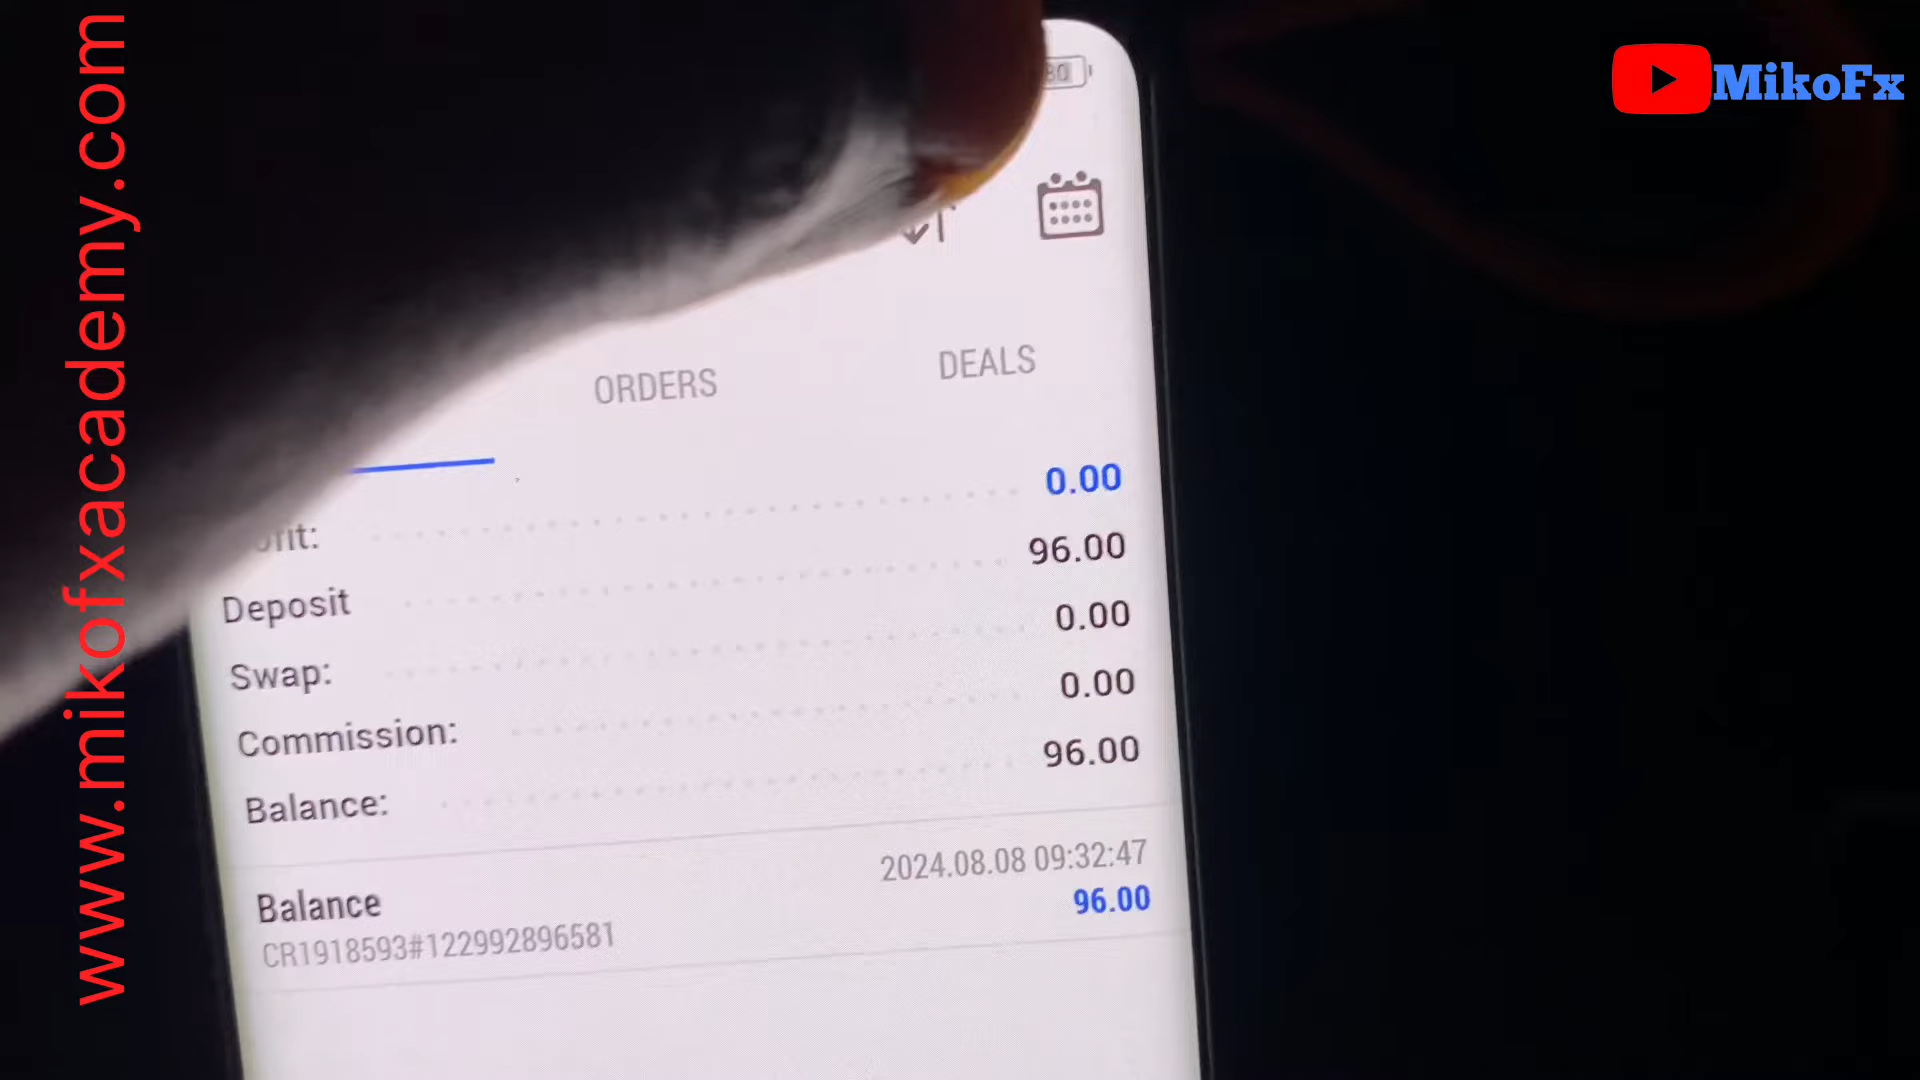 www.mikofxacademy.com
MikoFx
80
ORDERS
DEALS
0.00
Deposit
96.00
Swap:
0.00
Commission:
0.00
Balance:
96.00
Balance
2024.08.08 09:32:47
CR1918593#122992896581
96.00